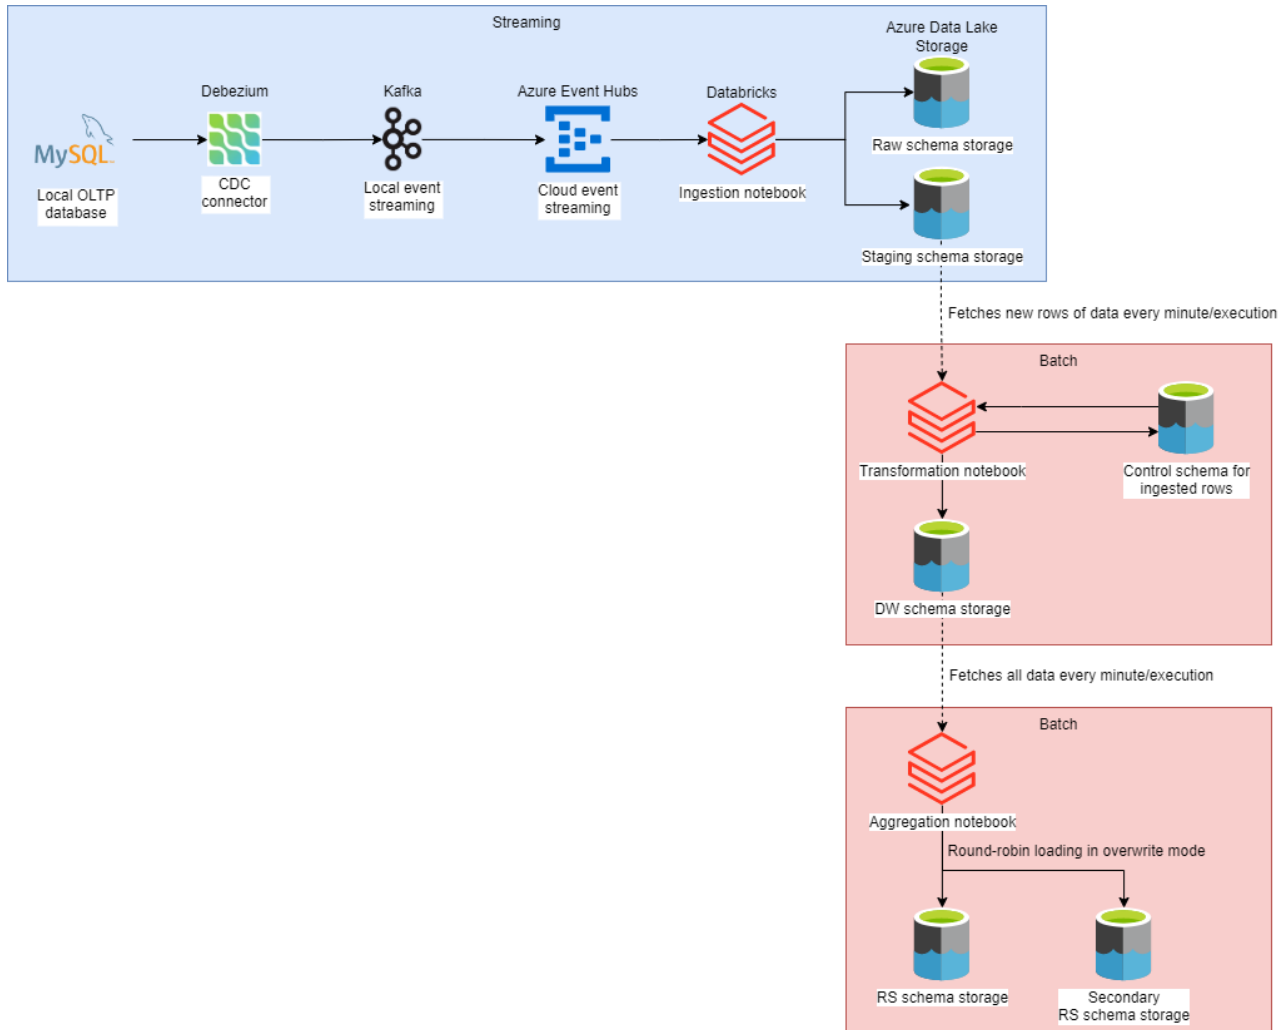 Streaming
Azure Data Lake
Storage
Debezium
Kafka
Azure Event Hubs
Databricks
MySQL™
Raw schema storage
CDC
connector
Local event
streaming
Cloud event
streaming
Ingestion notebook
Local OLTP
database
Staging schema storage
Fetches new rows of data every minute/execution
Batch
Transformation notebook
Control schema for
ingested rows
DW schema storage
Fetches all data every minute/execution
Batch
Aggregation notebook
Round-robin loading in overwrite mode
RS schema storage
Secondary
RS schema storage